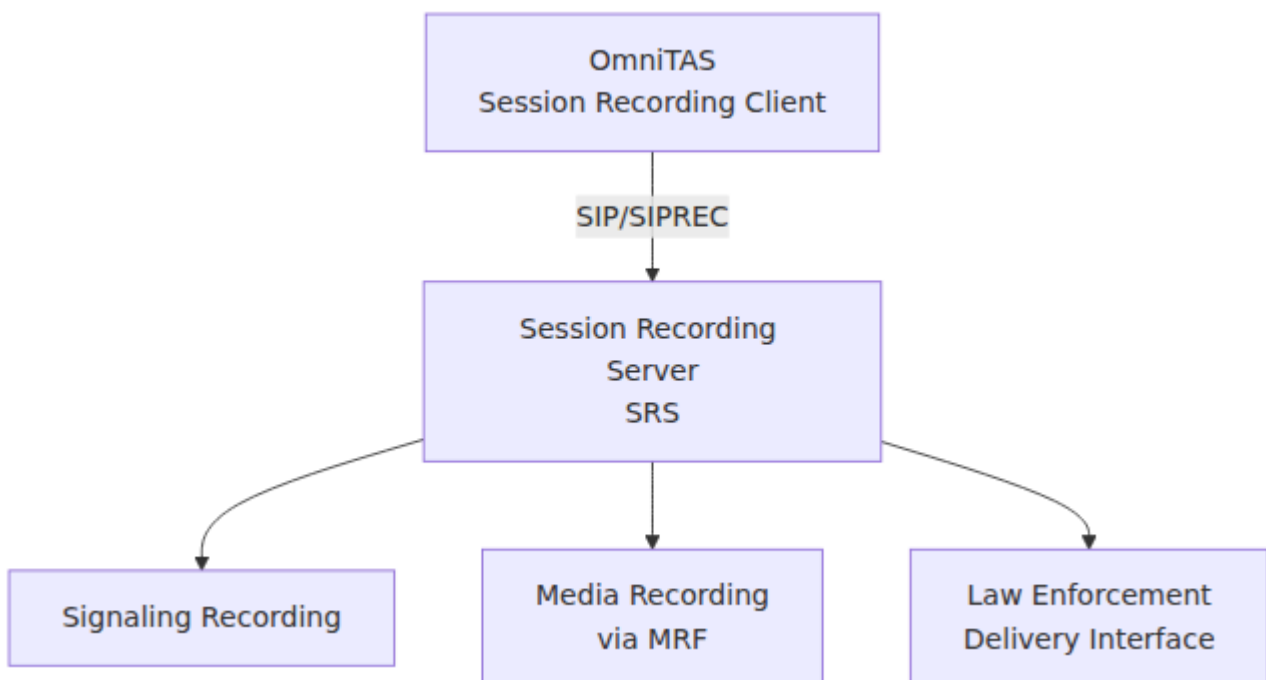 OmniTAS
Session Recording Client
SIP/SIPREC
Session Recording
Server
SRS
Signaling Recording
Media Recording
via MRF
Law Enforcement
Delivery Interface